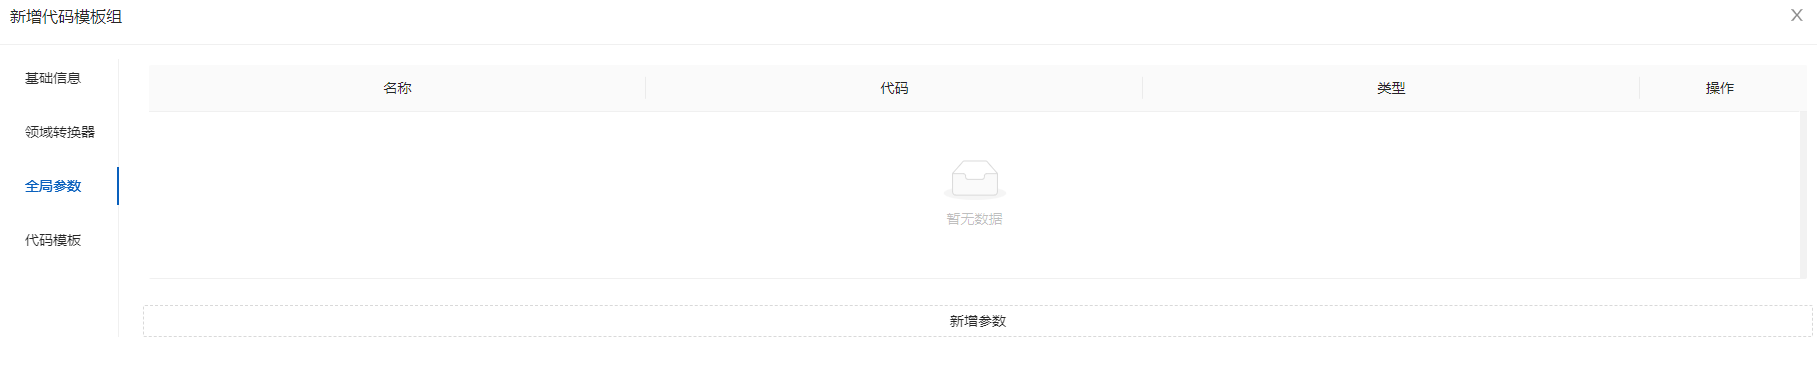 新增代码模板组
X
基础信息
领域转换器
全局参数
代码模板
名称 代码 类型 操作
暂无数据
新增参数